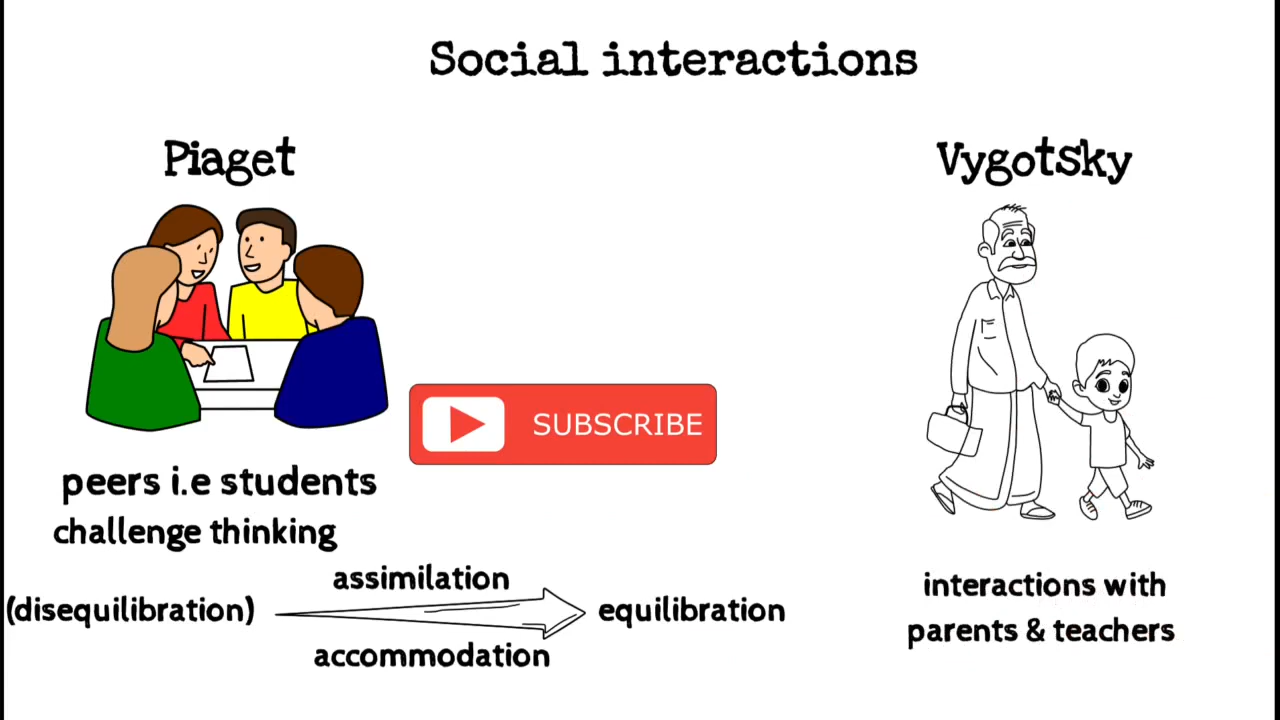 Social interactions
Piaget
Vygotsky
SUBSCRIBE
peers i.e students
challenge thinking
assimilation
(disequilibration)
equilibration
accommodation
interactions with
parents & teachers